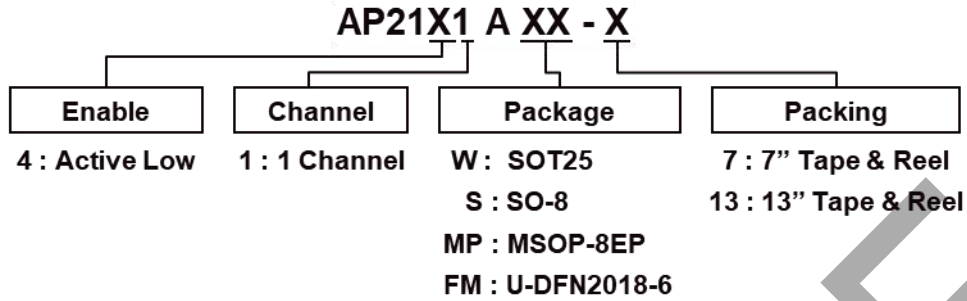 AP21X1 A XX - X
Enable Channel Package Packing
4 : Active Low 1 : 1 Channel W : SOT25 7 : 7” Tape & Reel
S : SO-8 13 : 13” Tape & Reel
MP : MSOP-8EP
FM : U-DFN2018-6